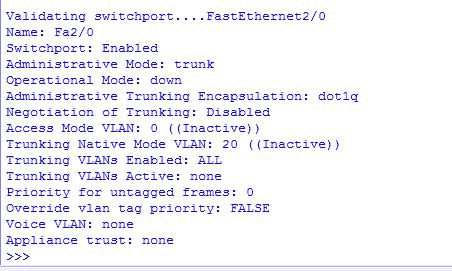 Validating switchport....FastEthernet2/0
Name: Fa2/0
Switchport: Enabled
Administrative Mode: trunk
Operational Mode: down
Administrative Trunking Encapsulation: dot1q
Negotiation of Trunking: Disabled
Access Mode VLAN: 0 ((Inactive))
Trunking Native Mode VLAN: 20 ((Inactive))
Trunking VLANs Enabled: ALL
Trunking VLANs Active: none
Priority for untagged frames: 0
Override vlan tag priority: FALSE
Voice VLAN: none
Appliance trust: none
>>>